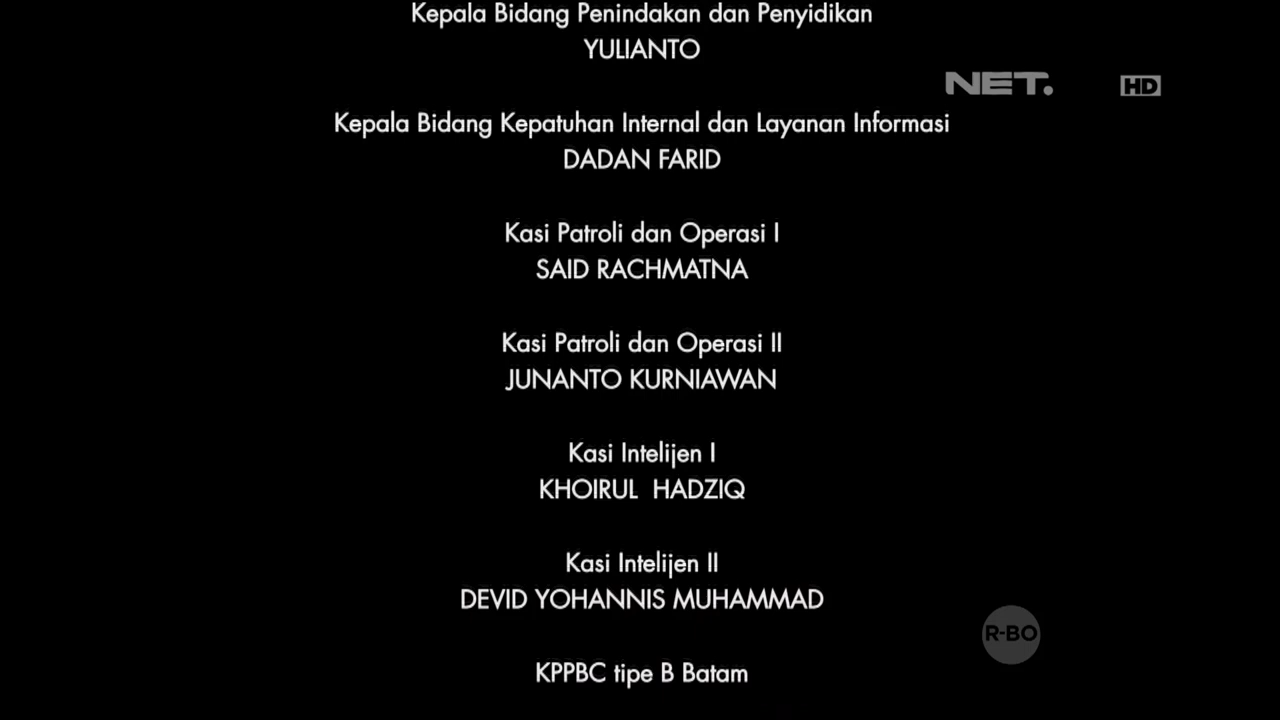 Kepala Bidang Penindakan dan Penyidikan
YULIANTO
NET.
HD
Kepala Bidang Kepatuhan Internal dan Layanan Informasi
DADAN FARID
Kasi Patroli dan Operasi I
SAID RACHMATNA
Kasi Patroli dan Operasi II
JUNANTO KURNIAWAN
Kasi Intelijen I
KHOIRUL  HADZIQ
Kasi Intelijen II
DEVID YOHANNIS MUHAMMAD
R-BO
KPPBC tipe B Batam